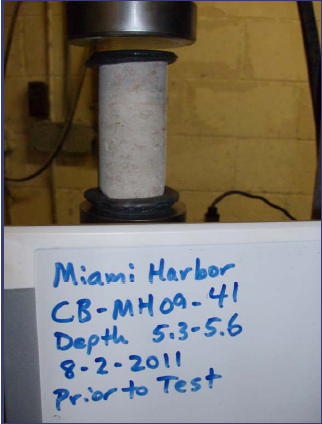 Miami Harbor
CB-MH09-41
Depth 5.3-5.6
8-2-2011
Prior to Test